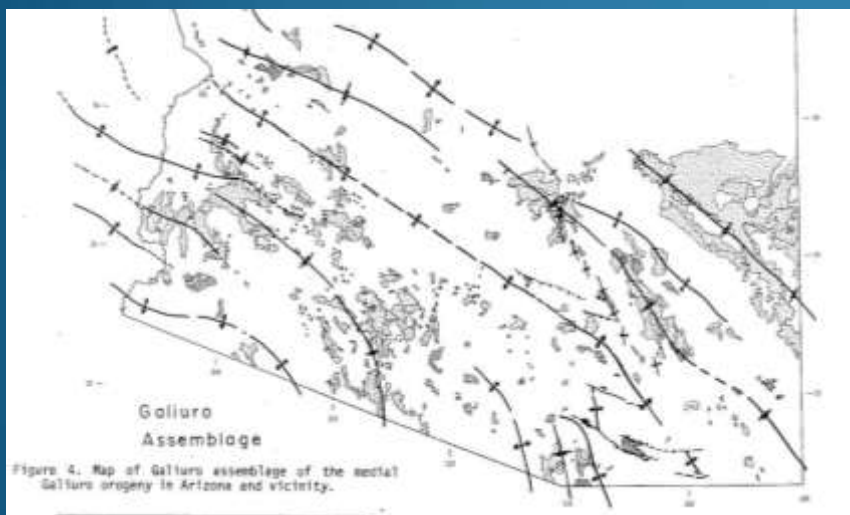 Galiuro
Assemblage
Figure 4. Map of Galiuro assemblage of the medial
Galiuro orogeny in Arizona and vicinity.